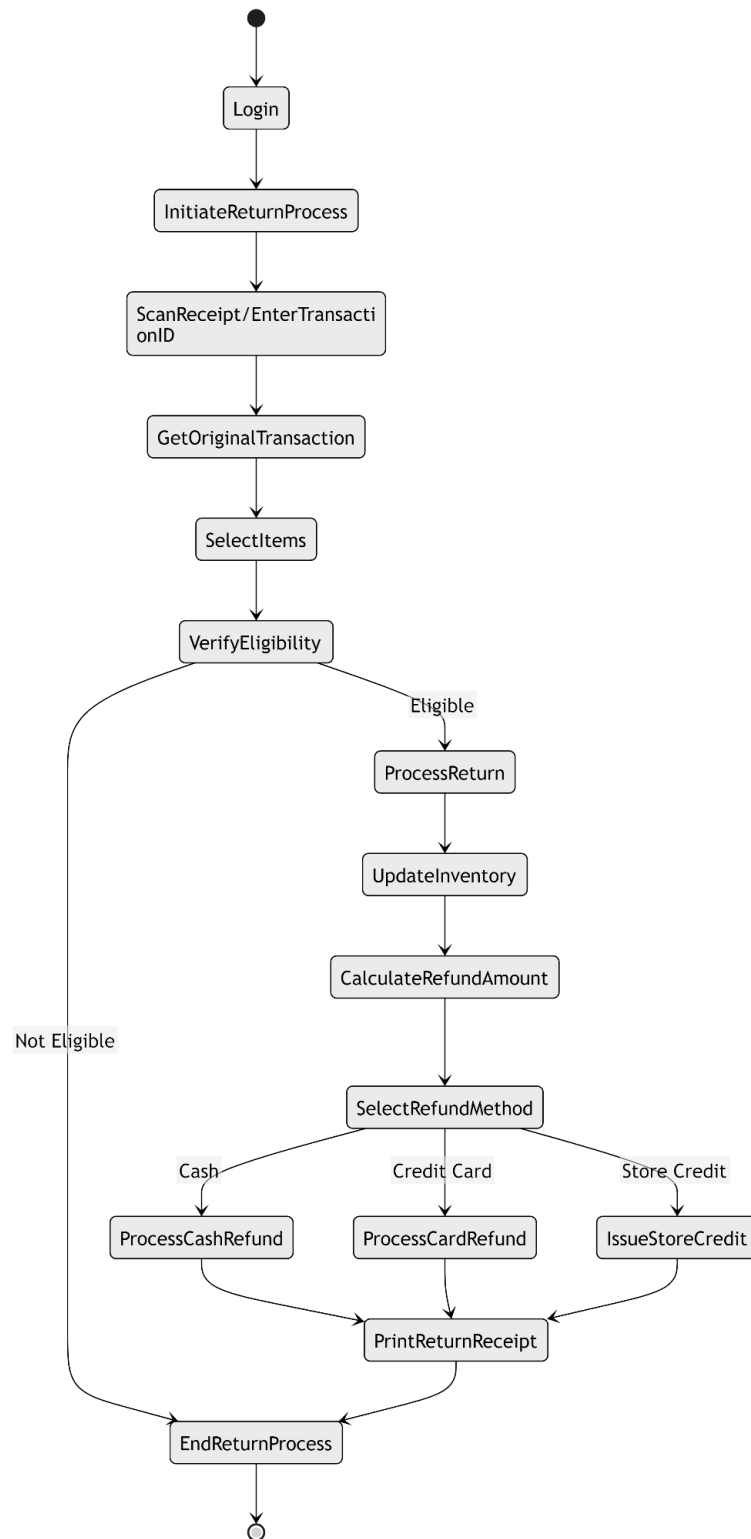 Login
InitiateReturnProcess
ScanReceipt/EnterTransacti
onID
GetOriginalTransaction
SelectItems
VerifyEligibility
Eligible
ProcessReturn
UpdateInventory
CalculateRefundAmount
Not Eligible
SelectRefundMethod
Cash
Credit Card
Store Credit
ProcessCashRefund
ProcessCardRefund
IssueStoreCredit
PrintReturnReceipt
EndReturnProcess